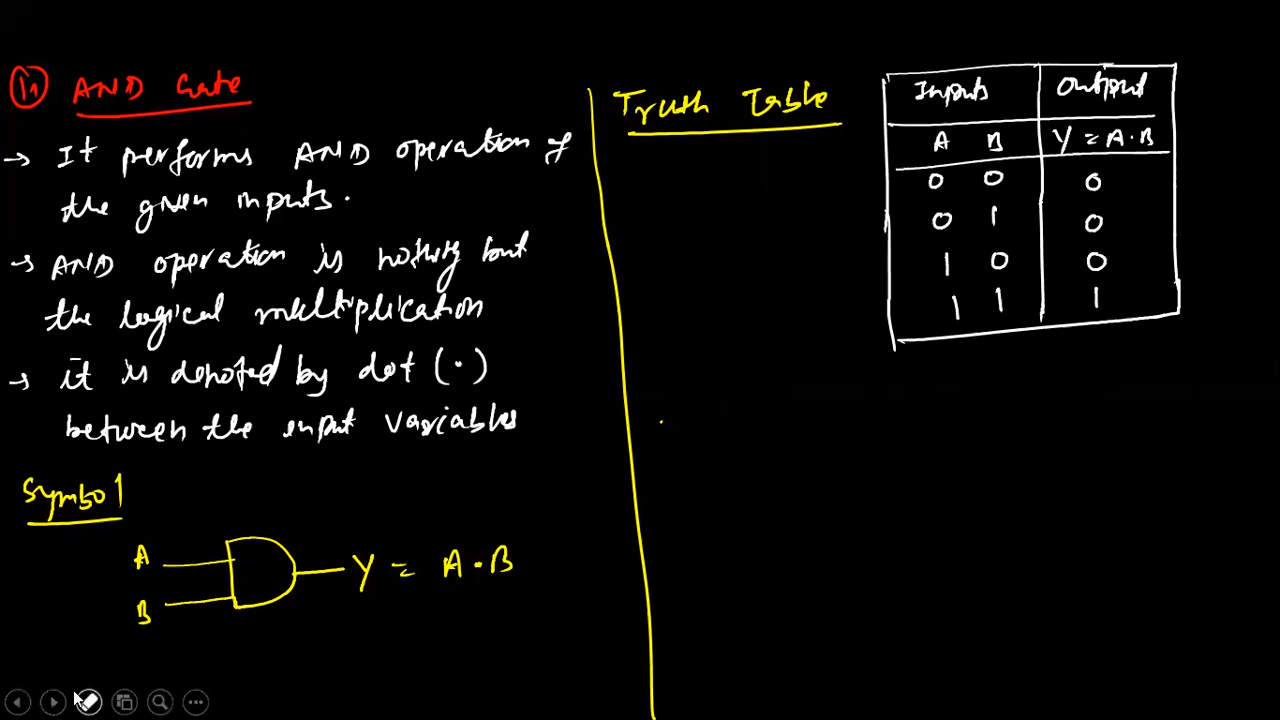 1, AND Gate
→ It performs AND operation of
the given inputs.
→ AND operation is nothing but
the logical multiplication
→ it is denoted by dot (·)
between the input variables
Symbol
A
B
Y = A·B
Truth Table
Inputs Output
A B Y = A·B
0 0 0
0 1 0
1 0 0
1 1 1